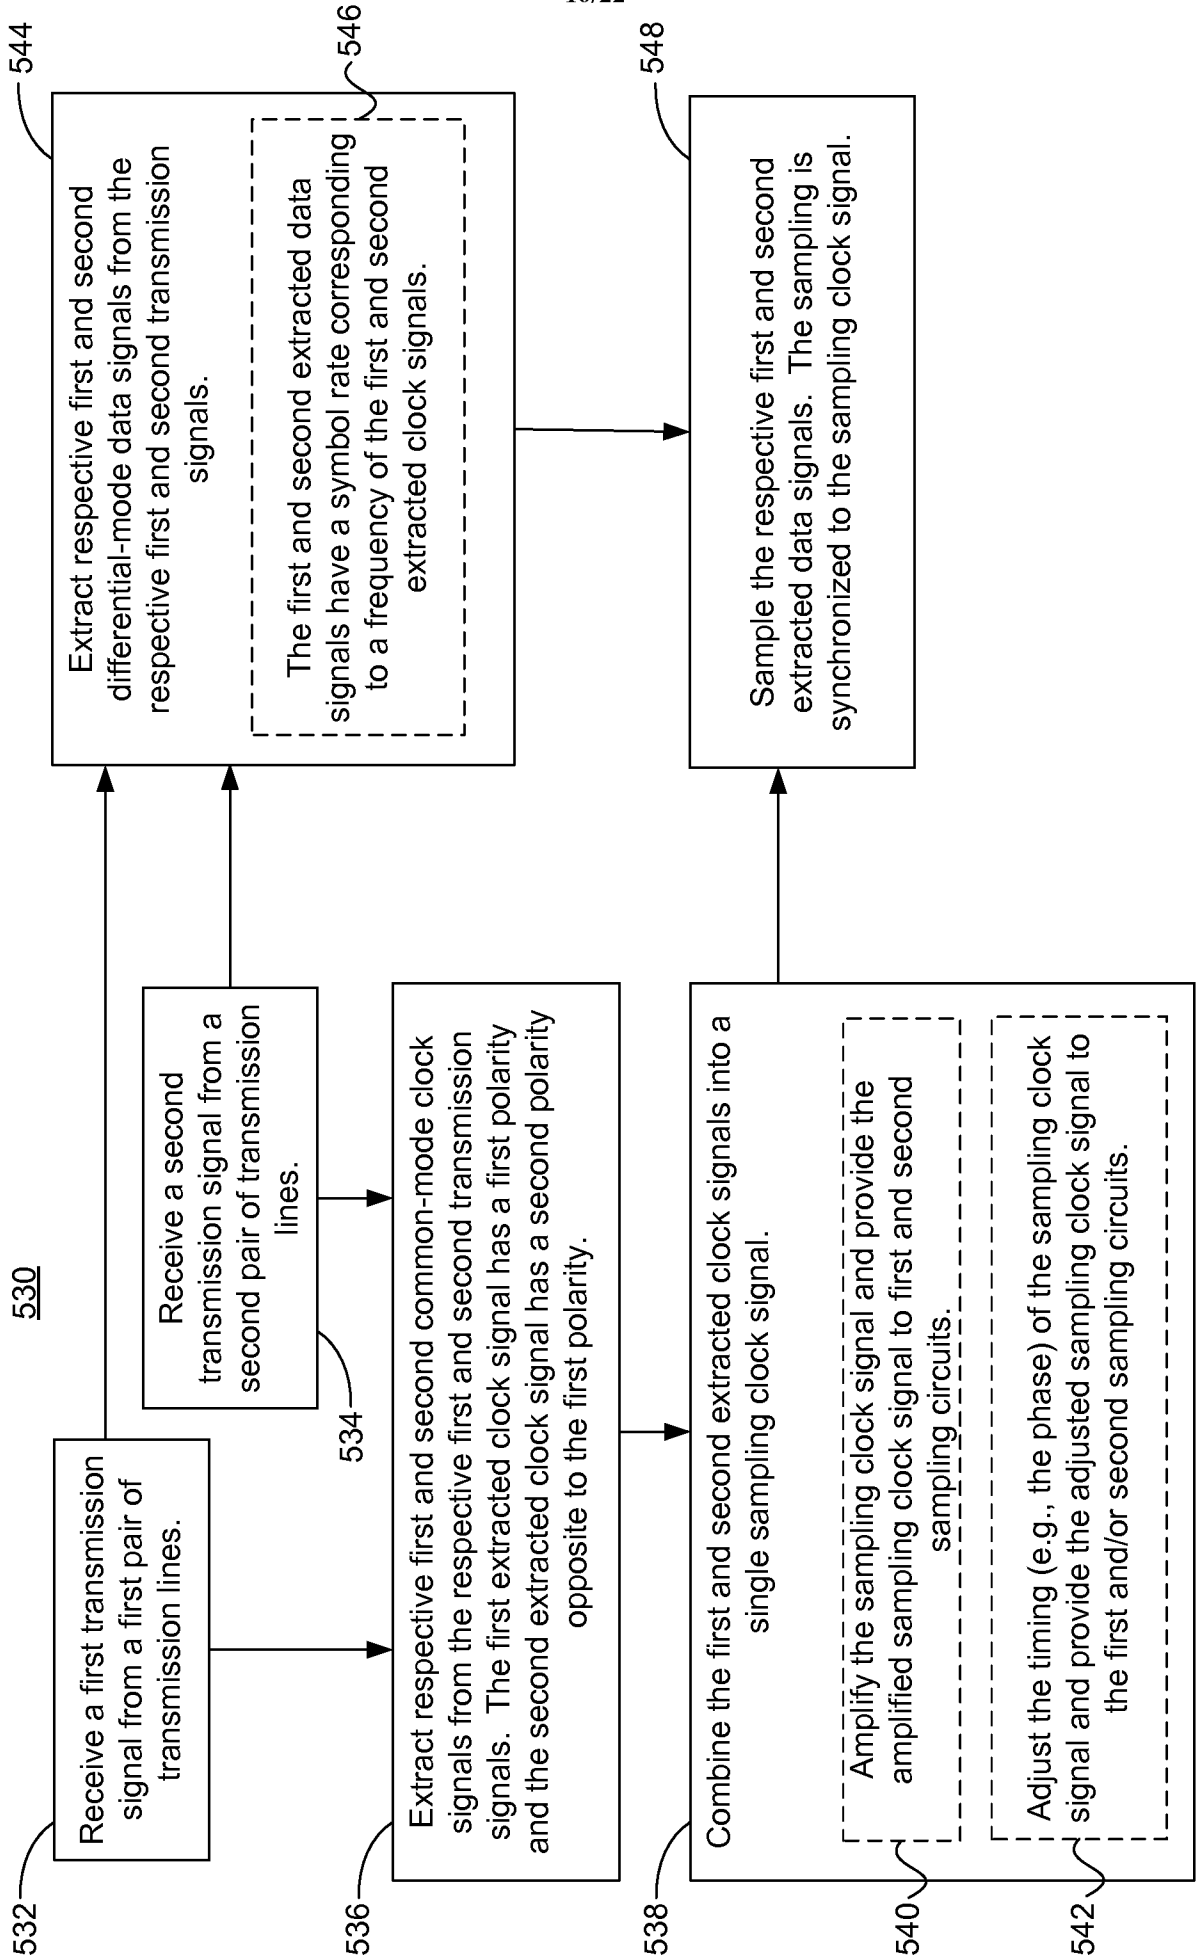 16/22
530
532
Receive a first transmission
signal from a first pair of
transmission lines.
Receive a second
transmission signal from a
second pair of transmission
lines.
534
536
Extract respective first and second common-mode clock
signals from the respective first and second transmission
signals.  The first extracted clock signal has a first polarity
and the second extracted clock signal has a second polarity
opposite to the first polarity.
538
Combine the first and second extracted clock signals into a
single sampling clock signal.
540
Amplify the sampling clock signal and provide the
amplified sampling clock signal to first and second
sampling circuits.
542
Adjust the timing (e.g., the phase) of the sampling clock
signal and provide the adjusted sampling clock signal to
the first and/or second sampling circuits.
544
Extract respective first and second
differential-mode data signals from the
respective first and second transmission
signals.
546
The first and second extracted data
signals have a symbol rate corresponding
to a frequency of the first and second
extracted clock signals.
548
Sample the respective first and second
extracted data signals.  The sampling is
synchronized to the sampling clock signal.